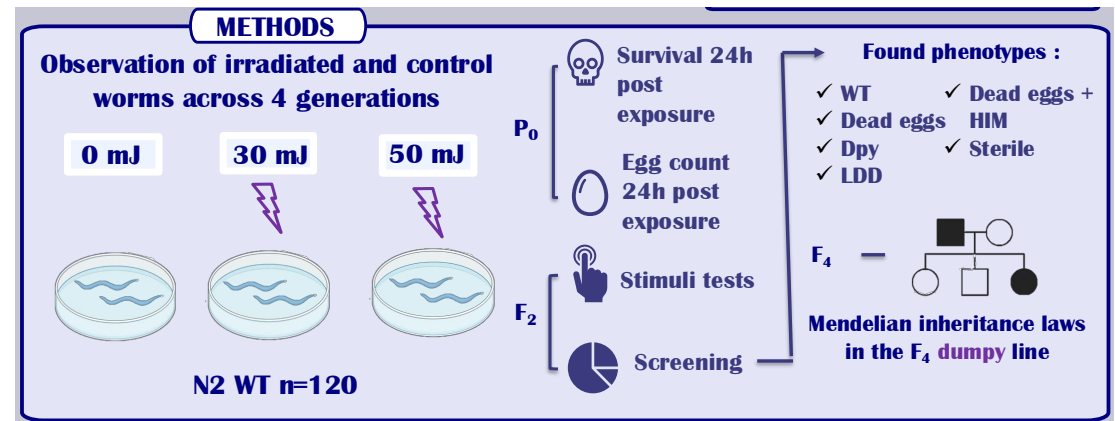 METHODS
Observation of irradiated and control
worms across 4 generations
0 mJ
30 mJ
50 mJ
N2 WT n=120
P₀
Survival 24h
post
exposure
Egg count
24h post
exposure
F₂
Stimuli tests
Screening
Found phenotypes :
✓ WT
✓ Dead eggs
✓ Dpy
✓ LDD
✓ Dead eggs +
HIM
✓ Sterile
F₄
Mendelian inheritance laws
in the F₄ dumpy line